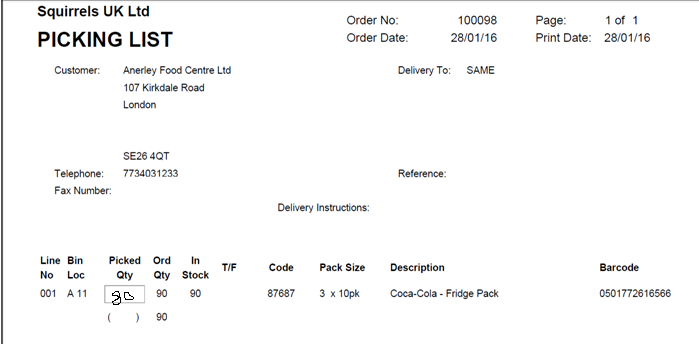 Squirrels UK Ltd
Order No: 100098 Page: 1 of 1
PICKING LIST
Order Date: 28/01/16 Print Date: 28/01/16
Customer: Anerley Food Centre Ltd Delivery To: SAME
107 Kirkdale Road
London
SE26 4QT
Telephone: 7734031233 Reference:
Fax Number:
Delivery Instructions:
Line Bin Picked Ord In
No Loc Qty Qty Stock T/F Code Pack Size Description Barcode
001 A 11 90 90 87687 3 x 10pk Coca-Cola - Fridge Pack 0501772616566
( ) 90